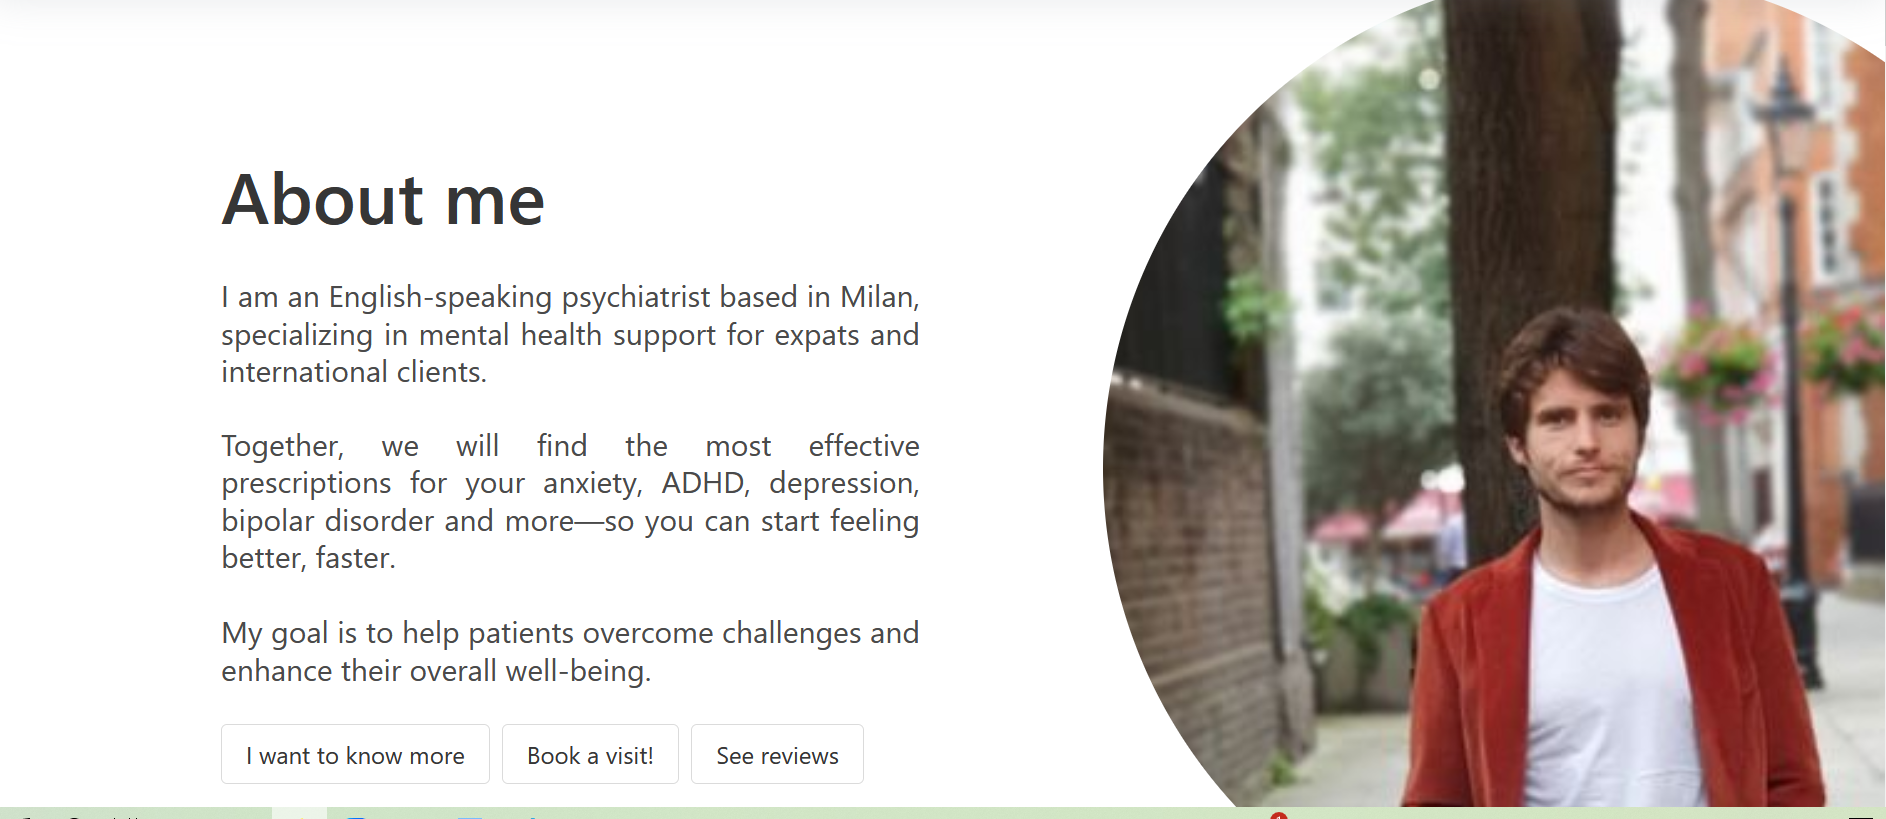 About me
I am an English-speaking psychiatrist based in Milan,
specializing in mental health support for expats and
international clients.
Together, we will find the most effective
prescriptions for your anxiety, ADHD, depression,
bipolar disorder and more—so you can start feeling
better, faster.
My goal is to help patients overcome challenges and
enhance their overall well-being.
I want to know more
Book a visit!
See reviews